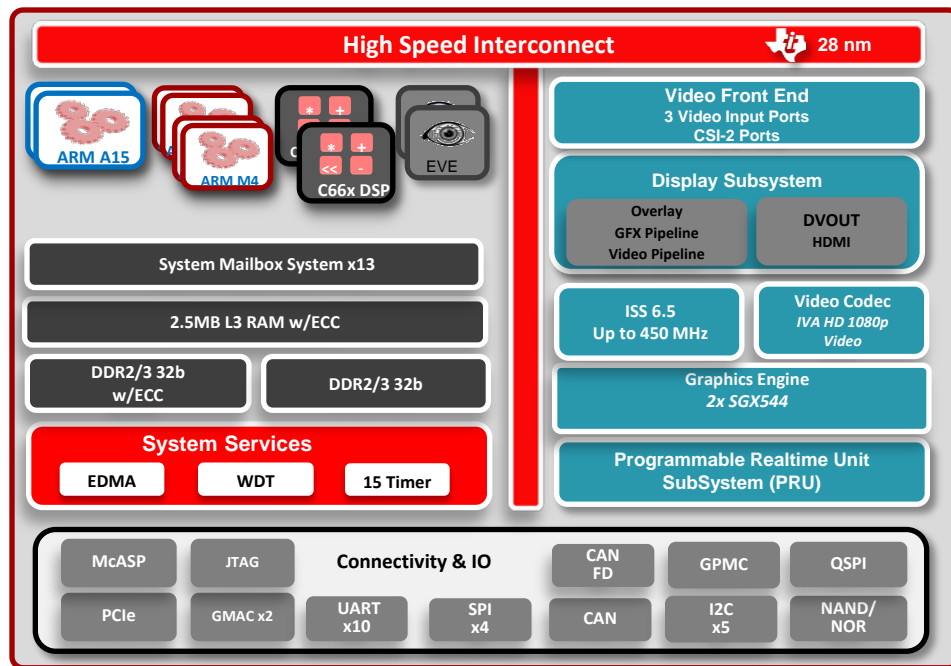 High Speed Interconnect
28 nm
ARM A15
ARM M4
C66x DSP
EVE
System Mailbox System x13
2.5MB L3 RAM w/ECC
DDR2/3 32b
w/ECC
DDR2/3 32b
System Services
EDMA
WDT
15 Timer
Video Front End
3 Video Input Ports
CSI-2 Ports
Display Subsystem
Overlay
GFX Pipeline
Video Pipeline
DVOUT
HDMI
ISS 6.5
Up to 450 MHz
Video Codec
IVA HD 1080p
Video
Graphics Engine
2x SGX544
Programmable Realtime Unit
SubSystem (PRU)
Connectivity & IO
McASP
JTAG
CAN
FD
GPMC
QSPI
PCIe
GMAC x2
UART
x10
SPI
x4
CAN
I2C
x5
NAND/
NOR